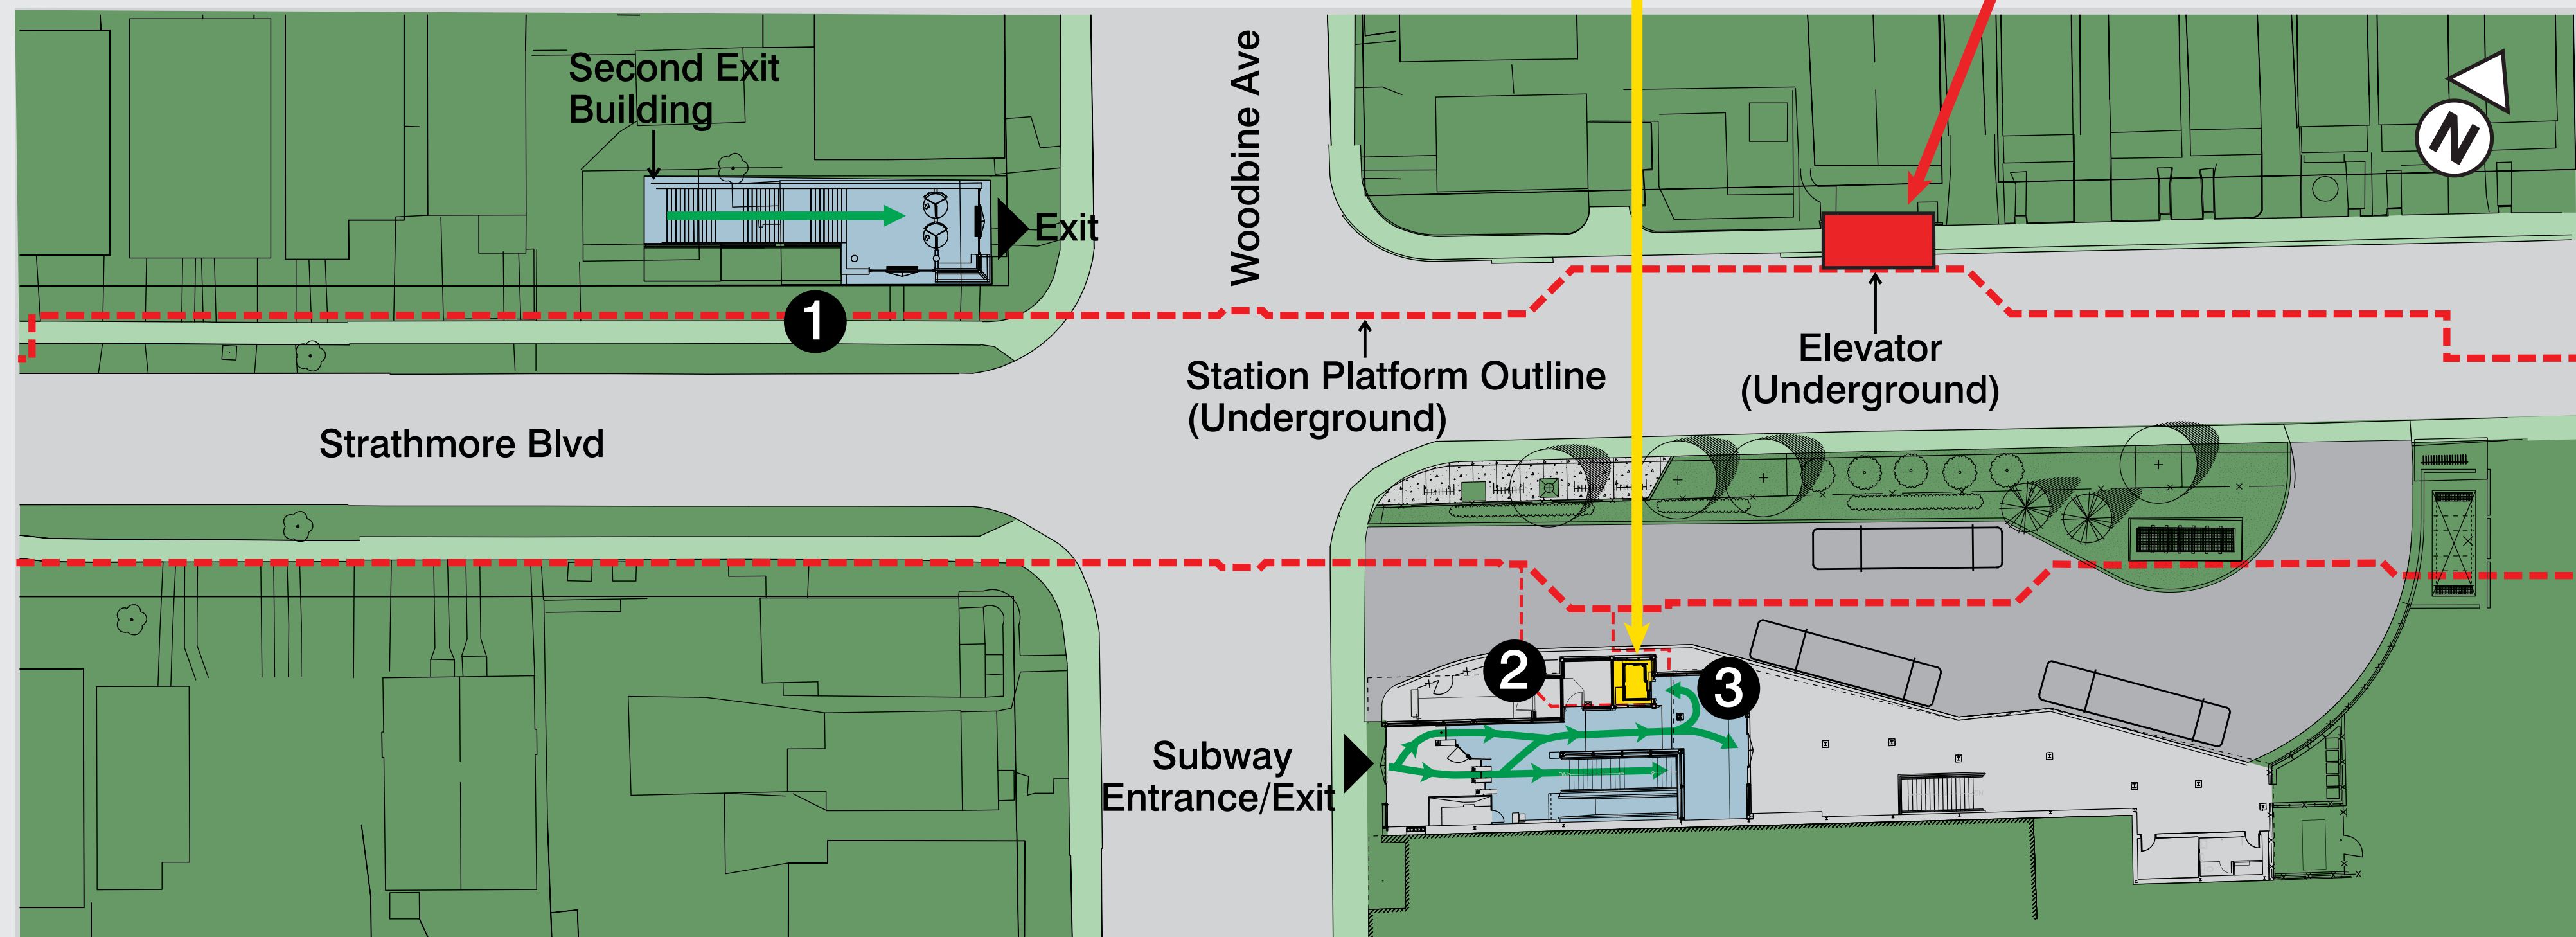 Second Exit
Building
Exit
Woodbine Ave
N
1
Station Platform Outline
(Underground)
Elevator
(Underground)
Strathmore Blvd
2
3
Subway
Entrance/Exit